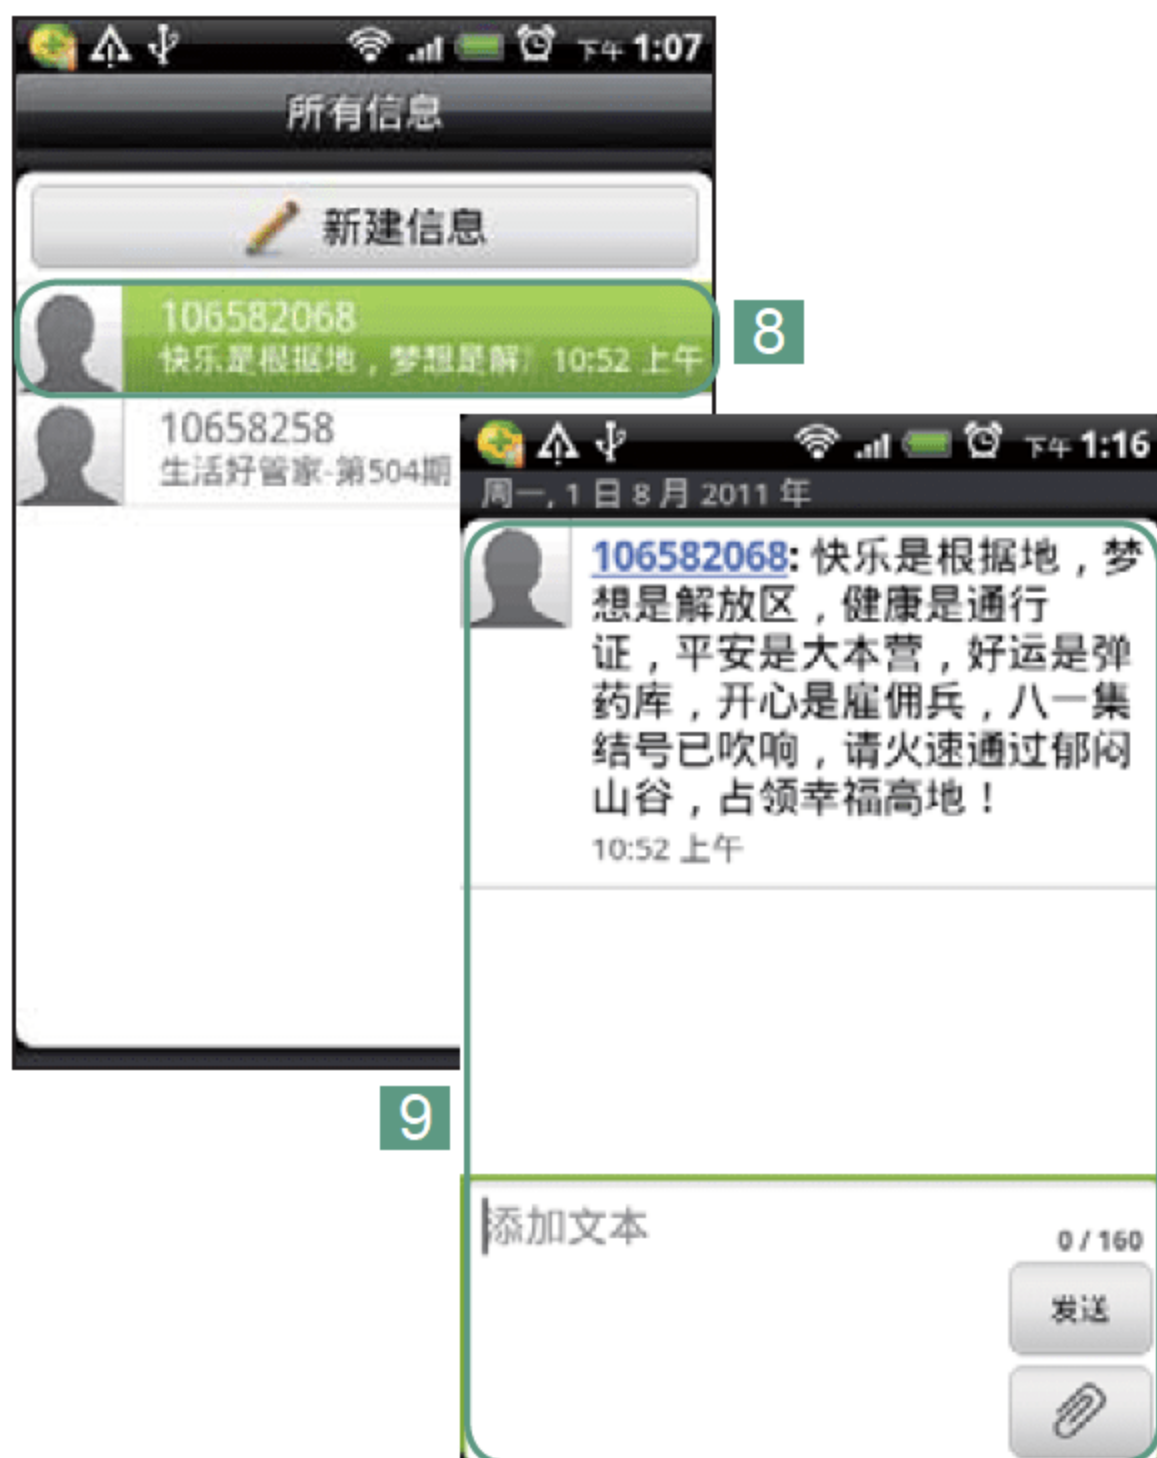 下午 1:07
所有信息
新建信息
106582068
快乐是根据地，梦想是解 10:52 上午
8
10658258
生活好管家-第504期
下午 1:16
周一, 1 日 8 月 2011 年
106582068: 快乐是根据地，梦
想是解放区，健康是通行
证，平安是大本营，好运是弹
药库，开心是雇佣兵，八一集
结号已吹响，请火速通过郁闷
山谷，占领幸福高地！
10:52 上午
9
添加文本
0 / 160
发送